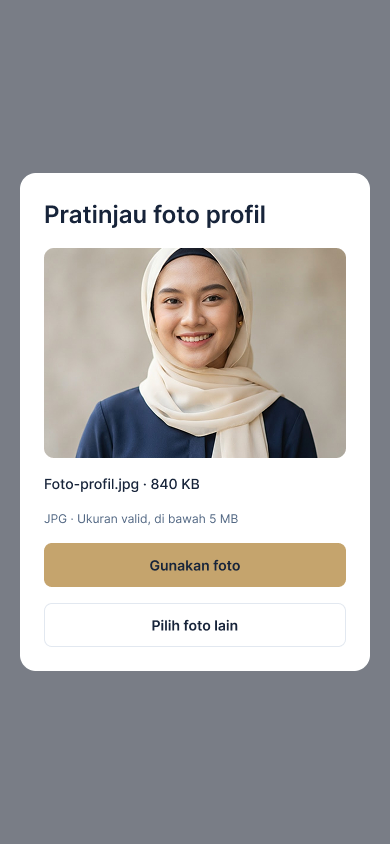 Pratinjau foto profil
Foto-profil.jpg · 840 KB
JPG · Ukuran valid, di bawah 5 MB
Gunakan foto
Pilih foto lain